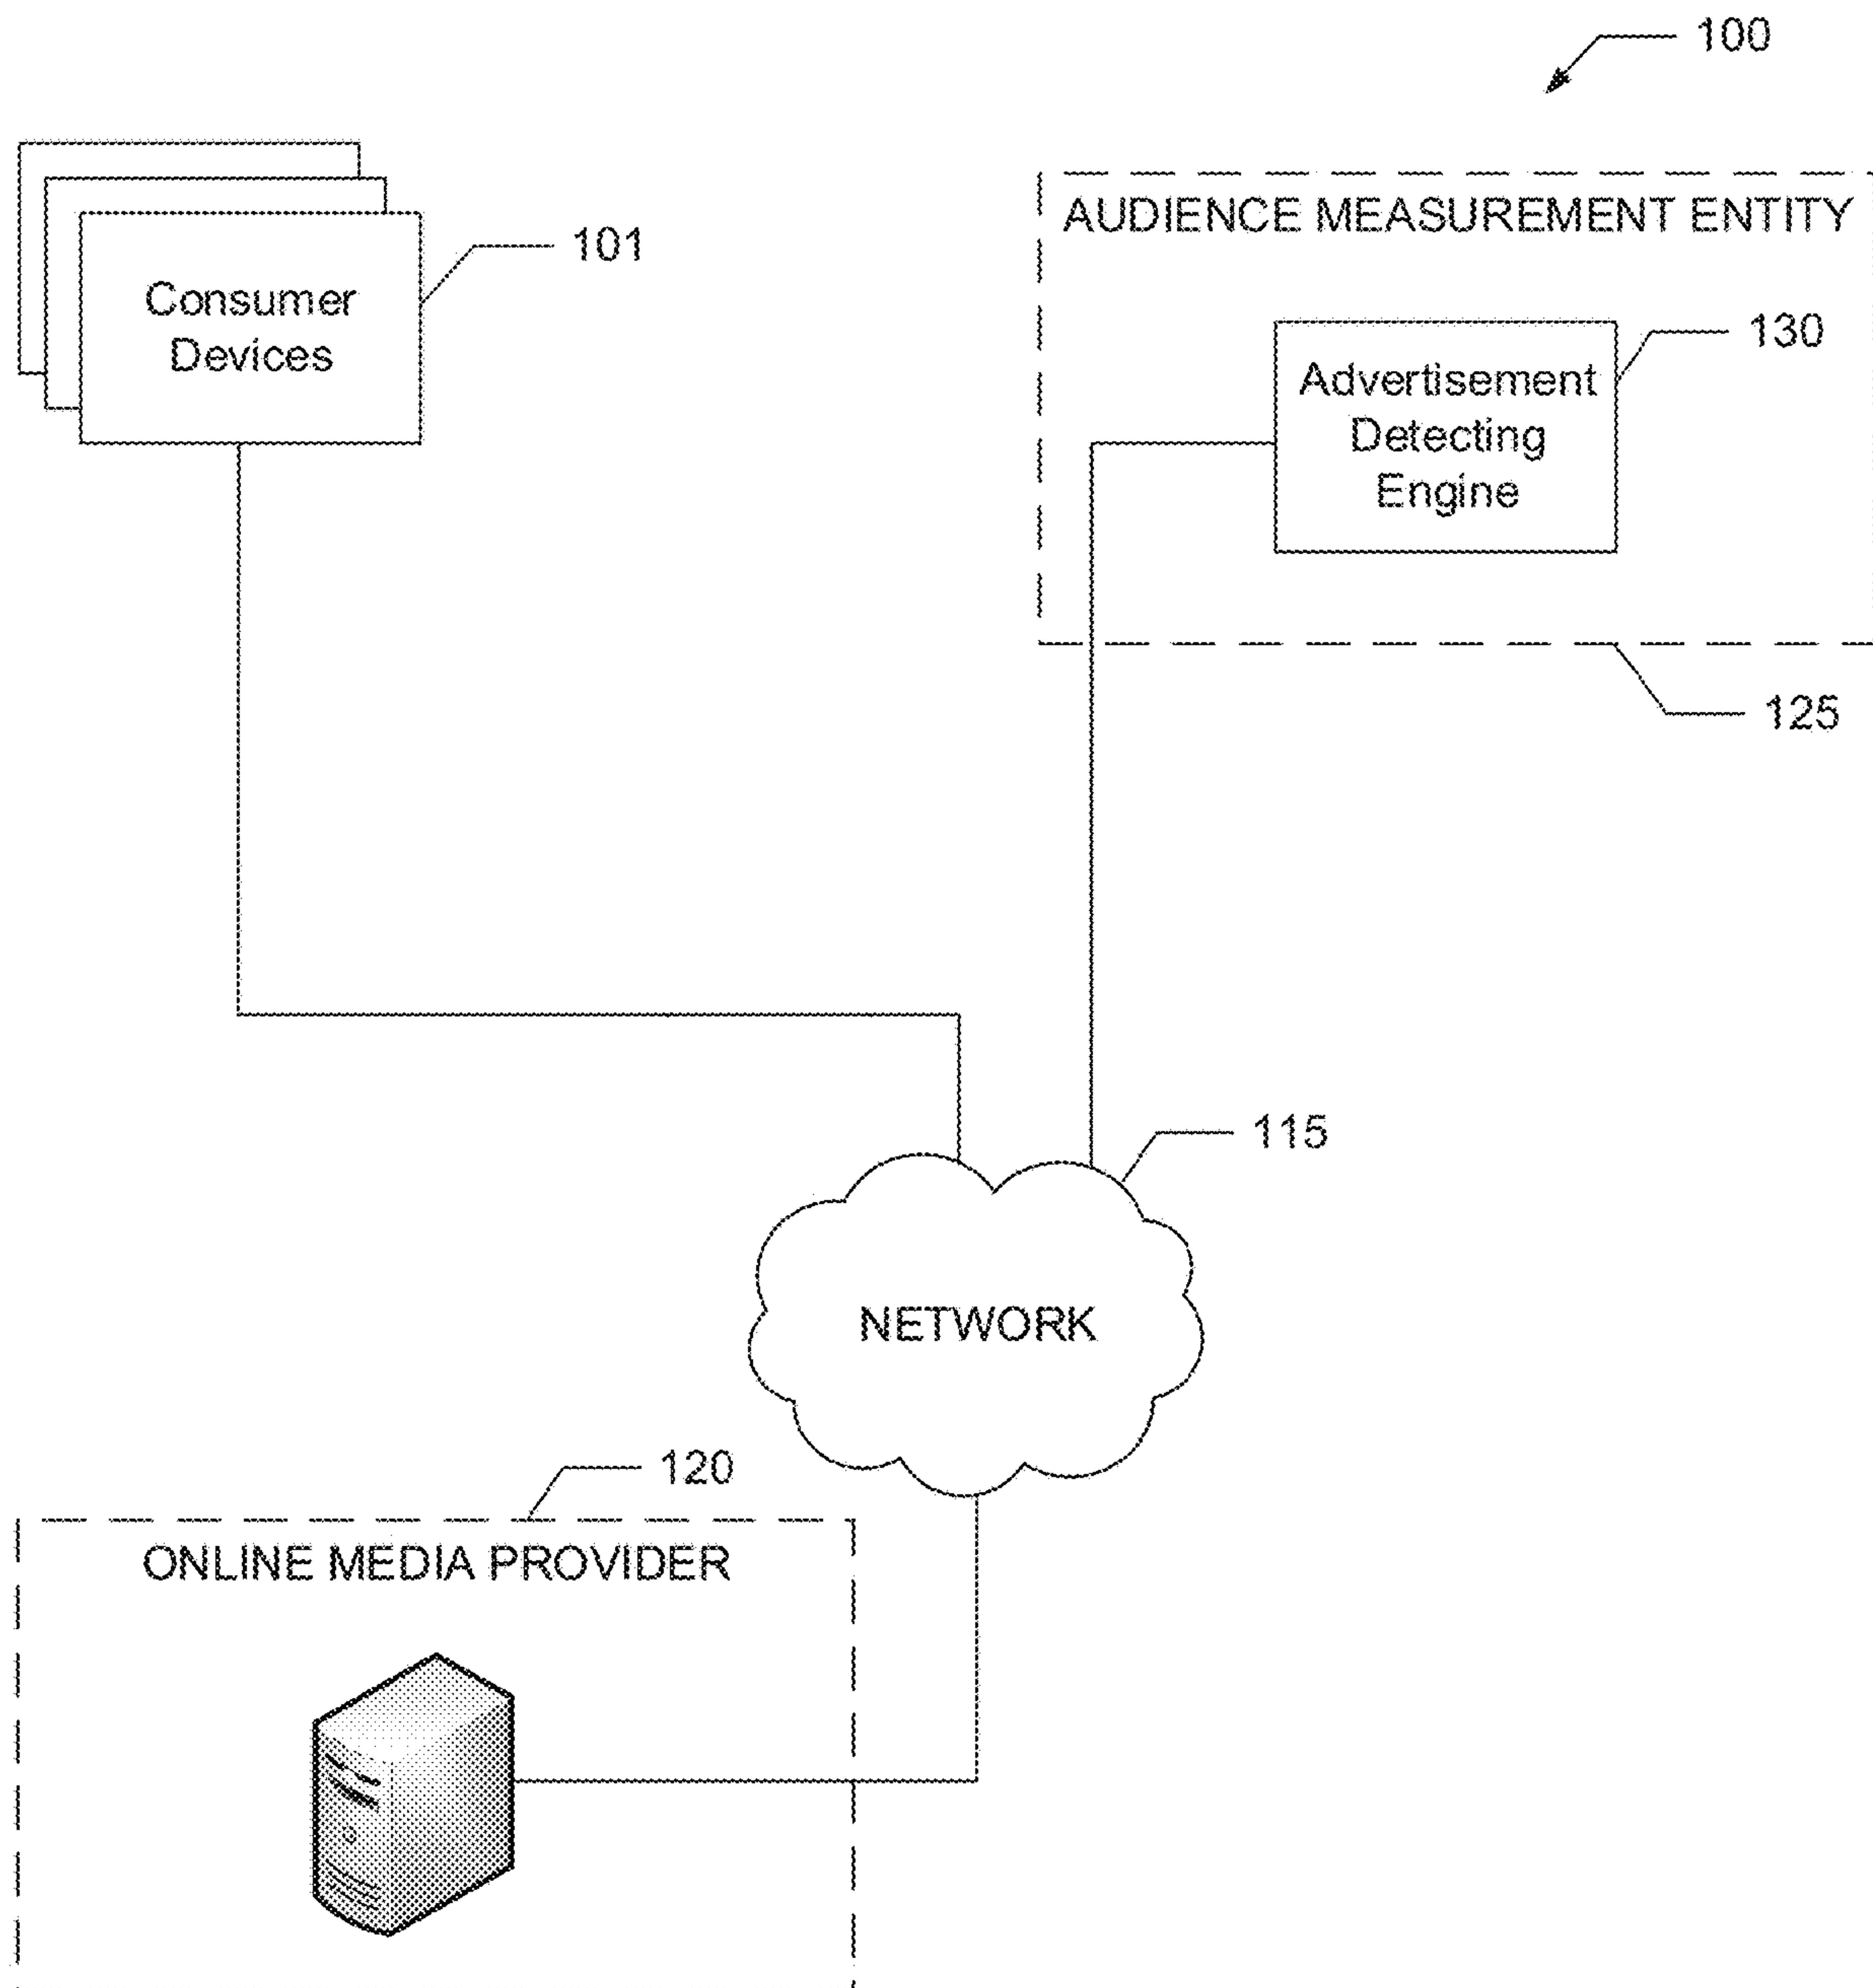 100
101
Consumer
Devices
AUDIENCE MEASUREMENT ENTITY
130
Advertisement
Detecting
Engine
125
115
NETWORK
120
ONLINE MEDIA PROVIDER